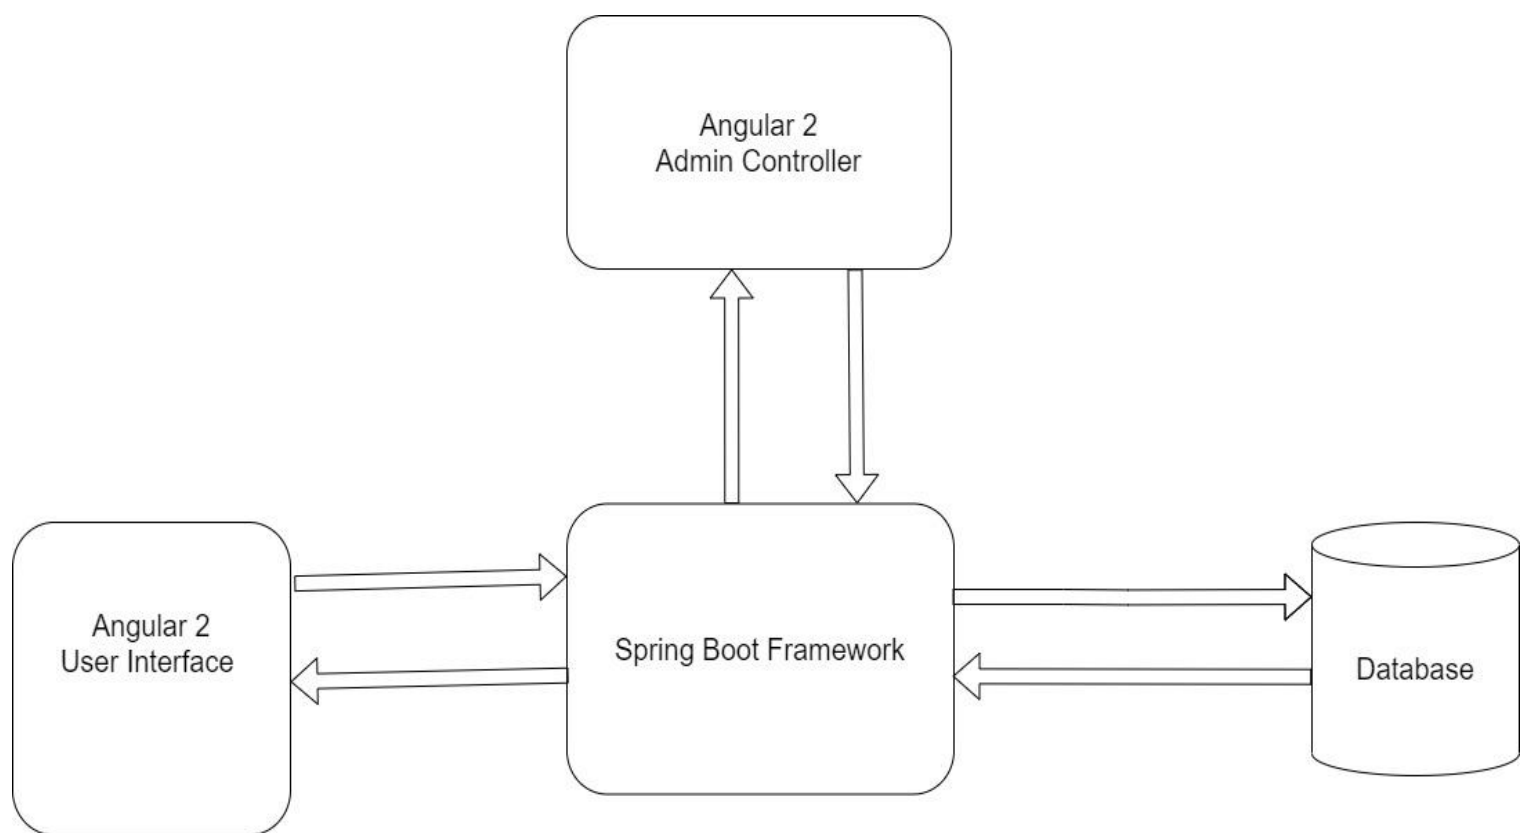 Angular 2
Admin Controller
Angular 2
User Interface
Spring Boot Framework
Database